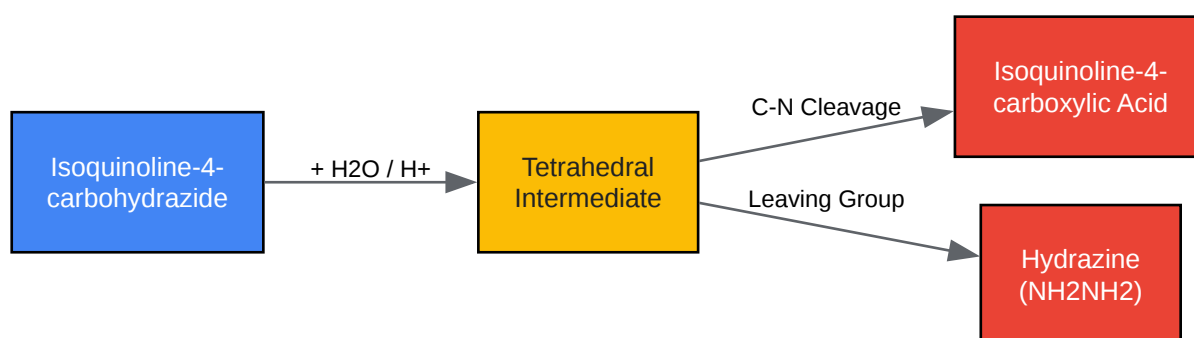 Isoquinoline-4-
carbohydrazide
+ H2O / H+
Tetrahedral
Intermediate
C-N Cleavage
Leaving Group
Isoquinoline-4-
carboxylic Acid
Hydrazine
(NH2NH2)